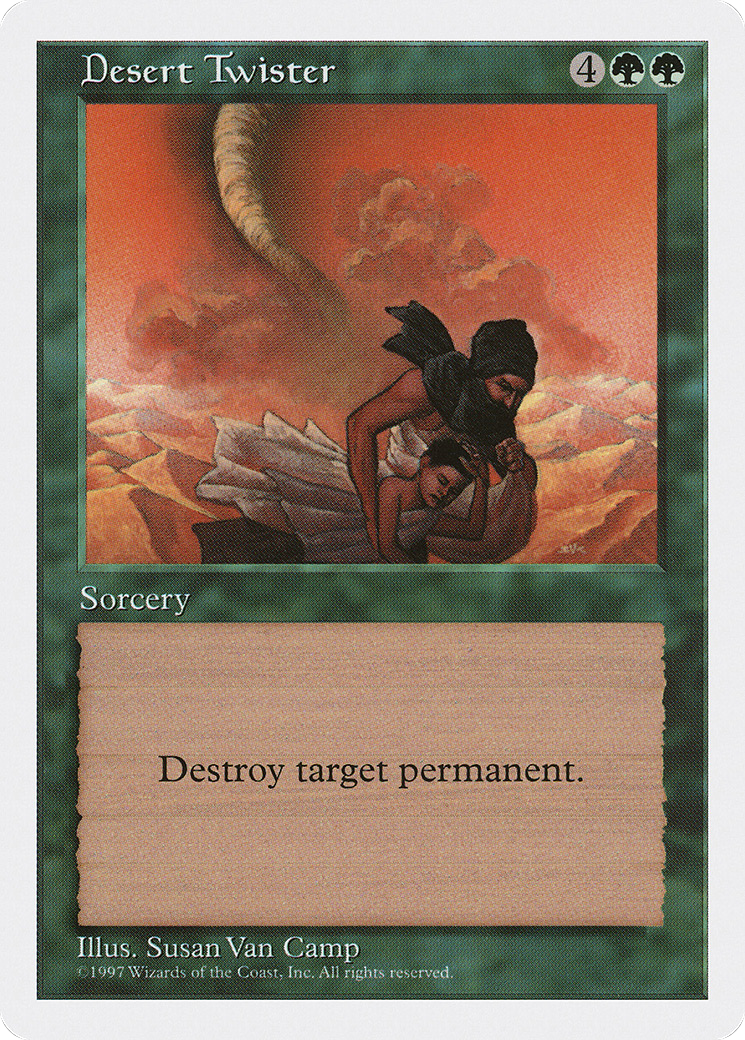 Desert Twister 4
SVC
Sorcery
Destroy target permanent.
Illus. Susan Van Camp
©1997 Wizards of the Coast, Inc. All rights reserved.